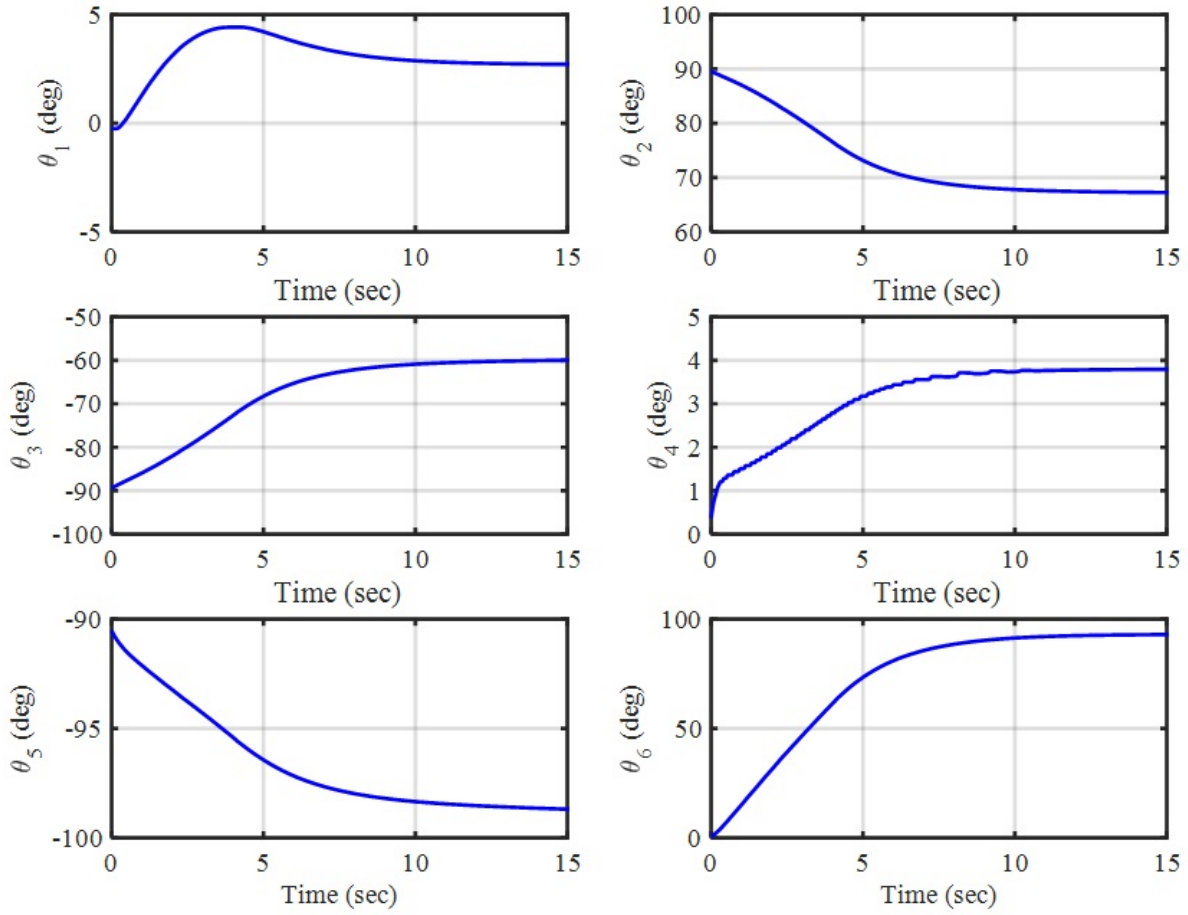 5
0
-5
θ1 (deg)
0 5 10 15
Time (sec)
100
90
80
70
60
θ2 (deg)
0 5 10 15
Time (sec)
-50
-60
-70
-80
-90
-100
θ3 (deg)
0 5 10 15
Time (sec)
5
4
3
2
1
0
θ4 (deg)
0 5 10 15
Time (sec)
-90
-95
-100
θ5 (deg)
0 5 10 15
Time (sec)
100
50
0
θ6 (deg)
0 5 10 15
Time (sec)